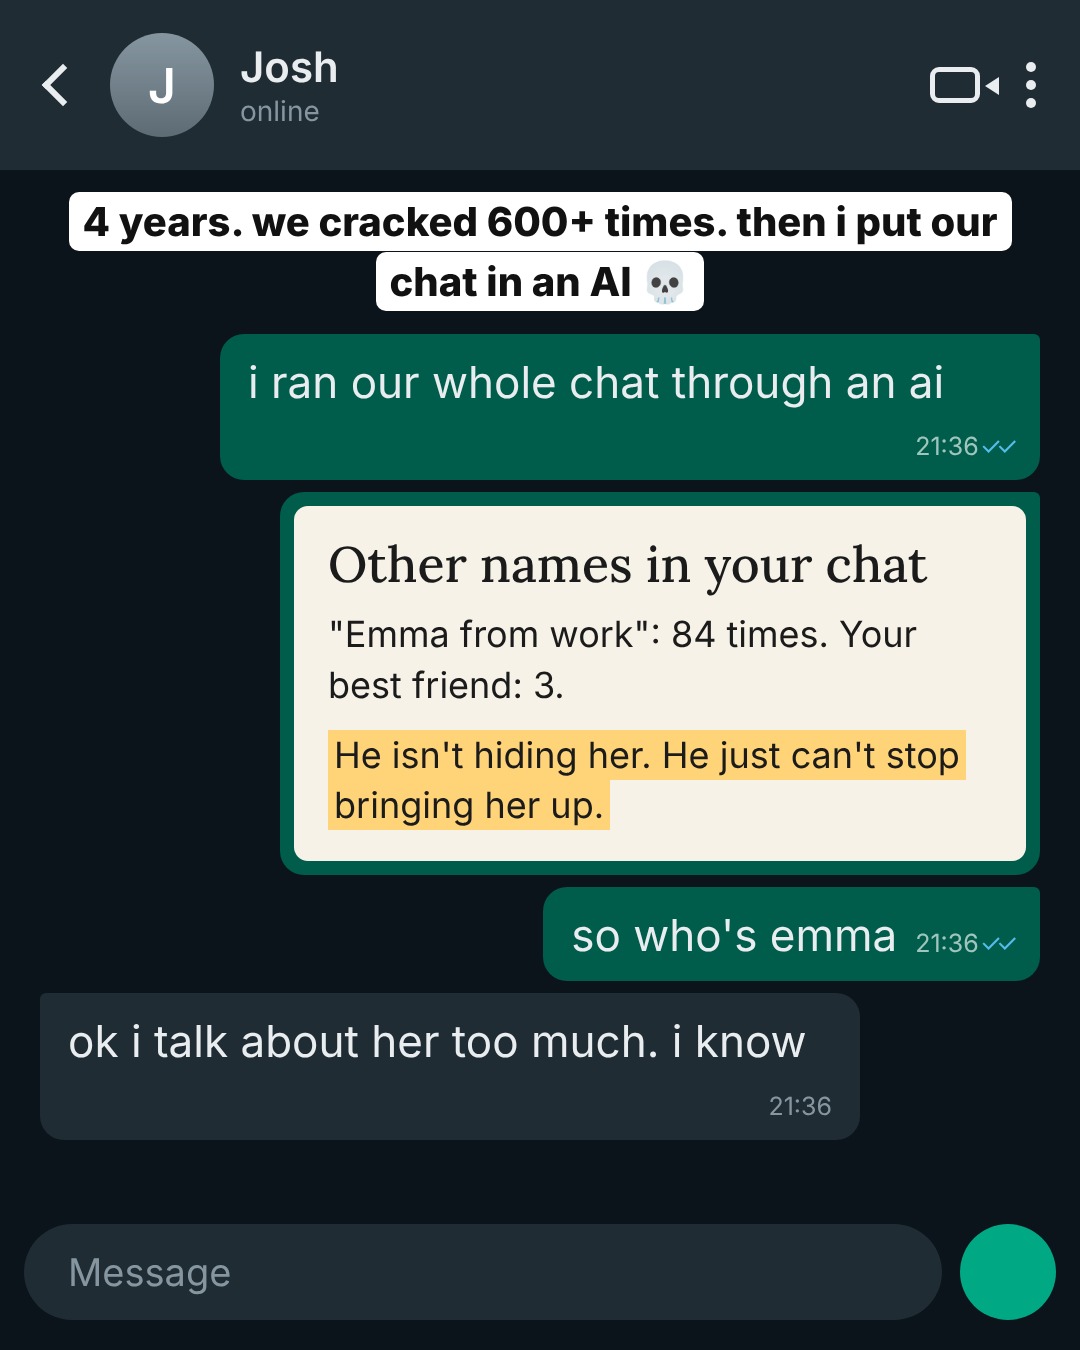 J
Josh
online
4 years. we cracked 600+ times. then i put our
chat in an AI 💀
i ran our whole chat through an ai
21:36
Other names in your chat
"Emma from work": 84 times. Your
best friend: 3.
He isn't hiding her. He just can't stop
bringing her up.
so who's emma 21:36
ok i talk about her too much. i know
21:36
Message